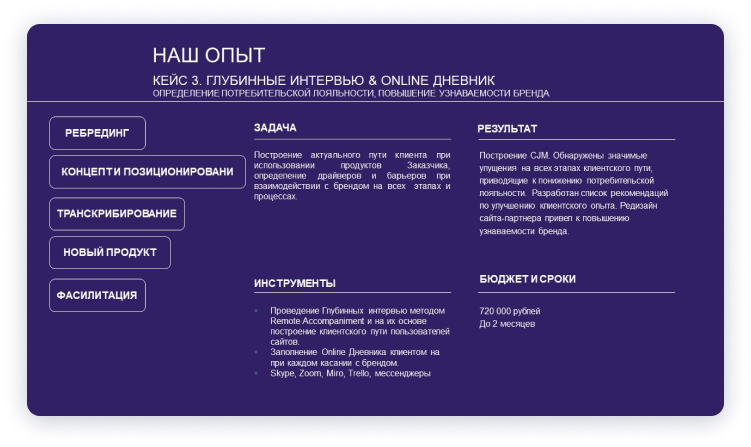 НАШ ОПЫТ
КЕЙС 3. ГЛУБИННЫЕ ИНТЕРВЬЮ & ONLINE ДНЕВНИК
ОПРЕДЕЛЕНИЕ ПОТРЕБИТЕЛЬСКОЙ ЛОЯЛЬНОСТИ, ПОВЫШЕНИЕ УЗНАВАЕМОСТИ БРЕНДА
РЕБРЕДИНГ
КОНЦЕПТ И ПОЗИЦИОНИРОВАНИ
ТРАНСКРИБИРОВАНИЕ
НОВЫЙ ПРОДУКТ
ФАСИЛИТАЦИЯ
ЗАДАЧА
Построение актуального пути клиента при
использовании продуктов Заказчика,
определение драйверов и барьеров при
взаимодействии с брендом на всех этапах и
процессах.
ИНСТРУМЕНТЫ
Проведение Глубинных интервью методом
Remote Accompaniment и на их основе
построение клиентского пути пользователей
сайтов.
Заполнение Online Дневника клиентом на
при каждом касании с брендом.
Skype, Zoom, Miro, Trello, мессенджеры
РЕЗУЛЬТАТ
Построение CJM. Обнаружены значимые
упущения на всех этапах клиентского пути,
приводящие к понижению потребительской
лояльности. Разработан список рекомендаций
по улучшению клиентского опыта. Редизайн
сайта-партнера привел к повышению
узнаваемости бренда.
БЮДЖЕТ И СРОКИ
720 000 рублей
До 2 месяцев